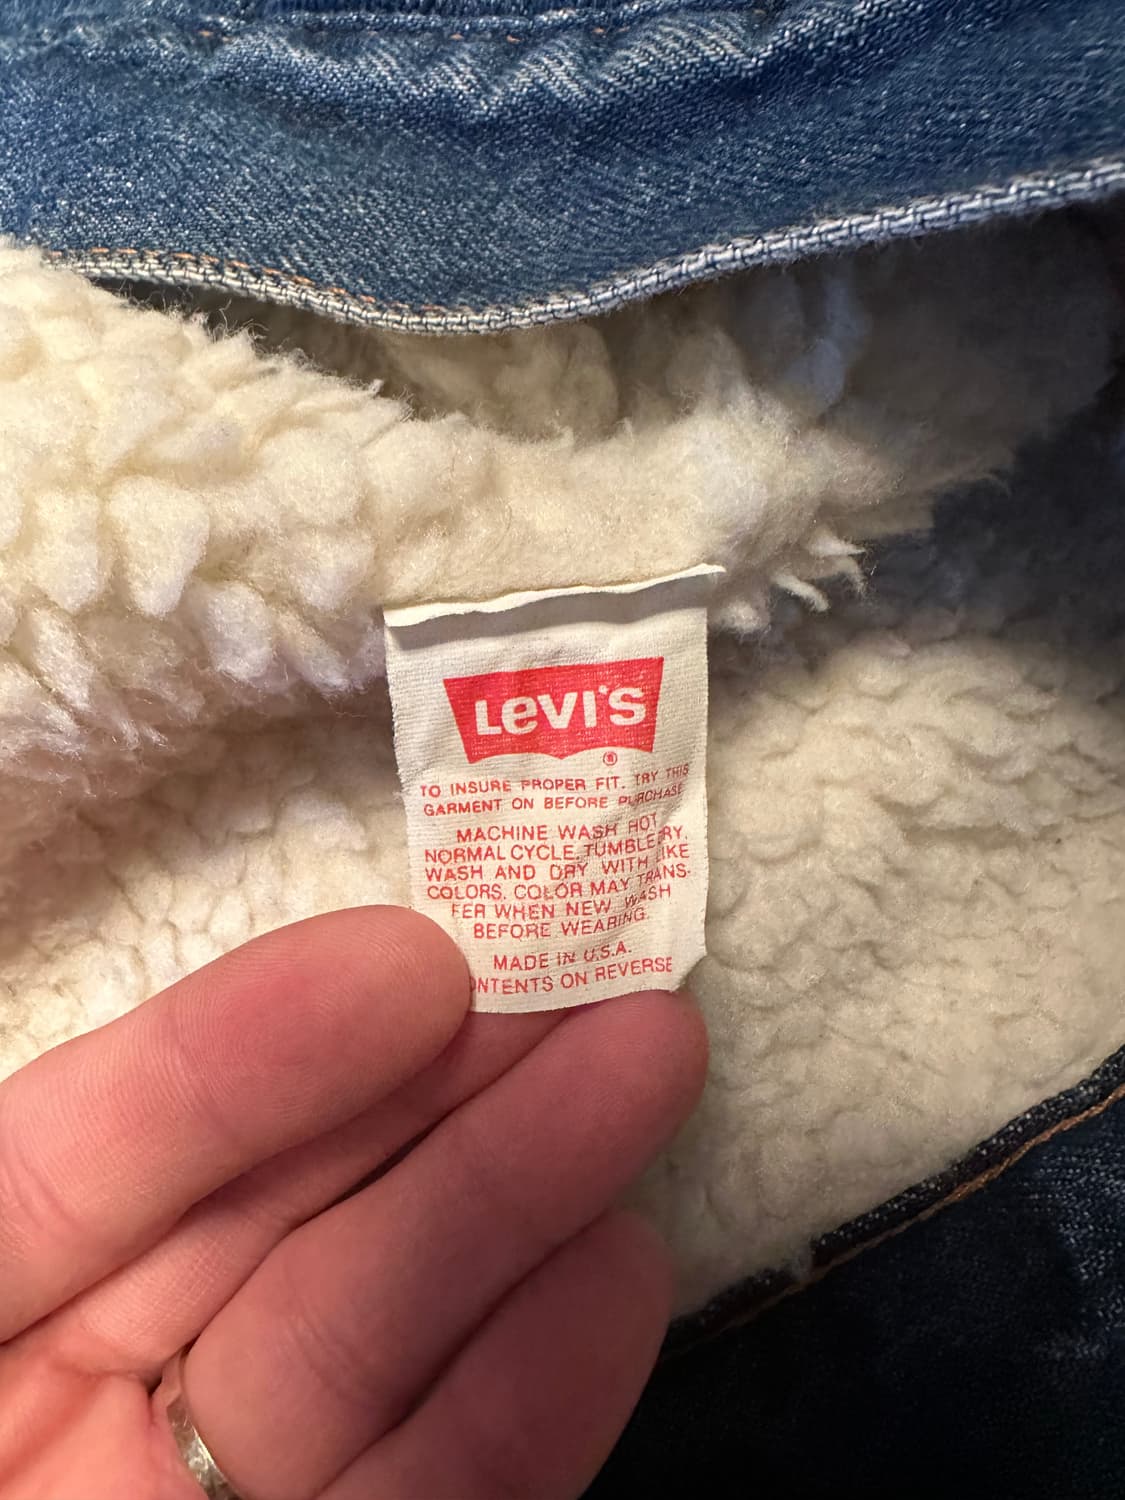 LEVI'S
®
TO INSURE PROPER FIT, TRY THIS
GARMENT ON BEFORE PURCHASE
MACHINE WASH HOT
NORMAL CYCLE. TUMBLE DRY.
WASH AND DRY WITH LIKE
COLORS. COLOR MAY TRANS-
FER WHEN NEW. WASH
BEFORE WEARING.
MADE IN U.S.A.
ONTENTS ON REVERSE